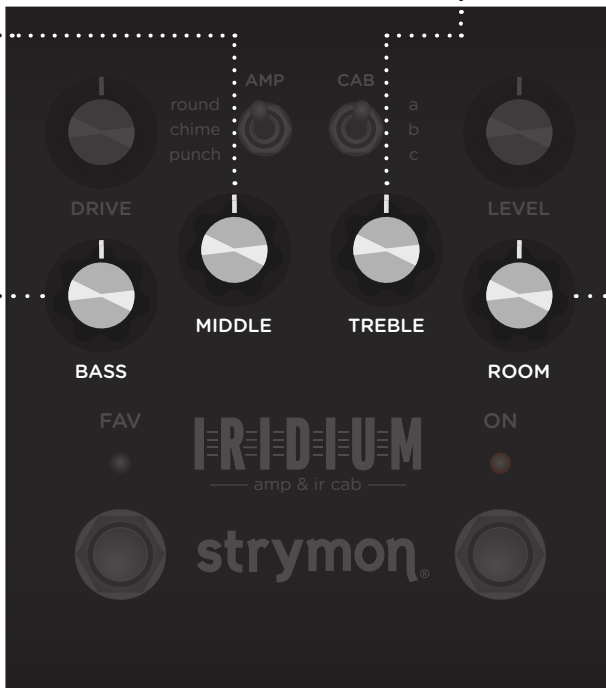 AMP CAB
round a
chime b
punch c
DRIVE LEVEL
MIDDLE TREBLE
BASS ROOM
FAV ON
IRIDIUM
amp & ir cab
strymon®